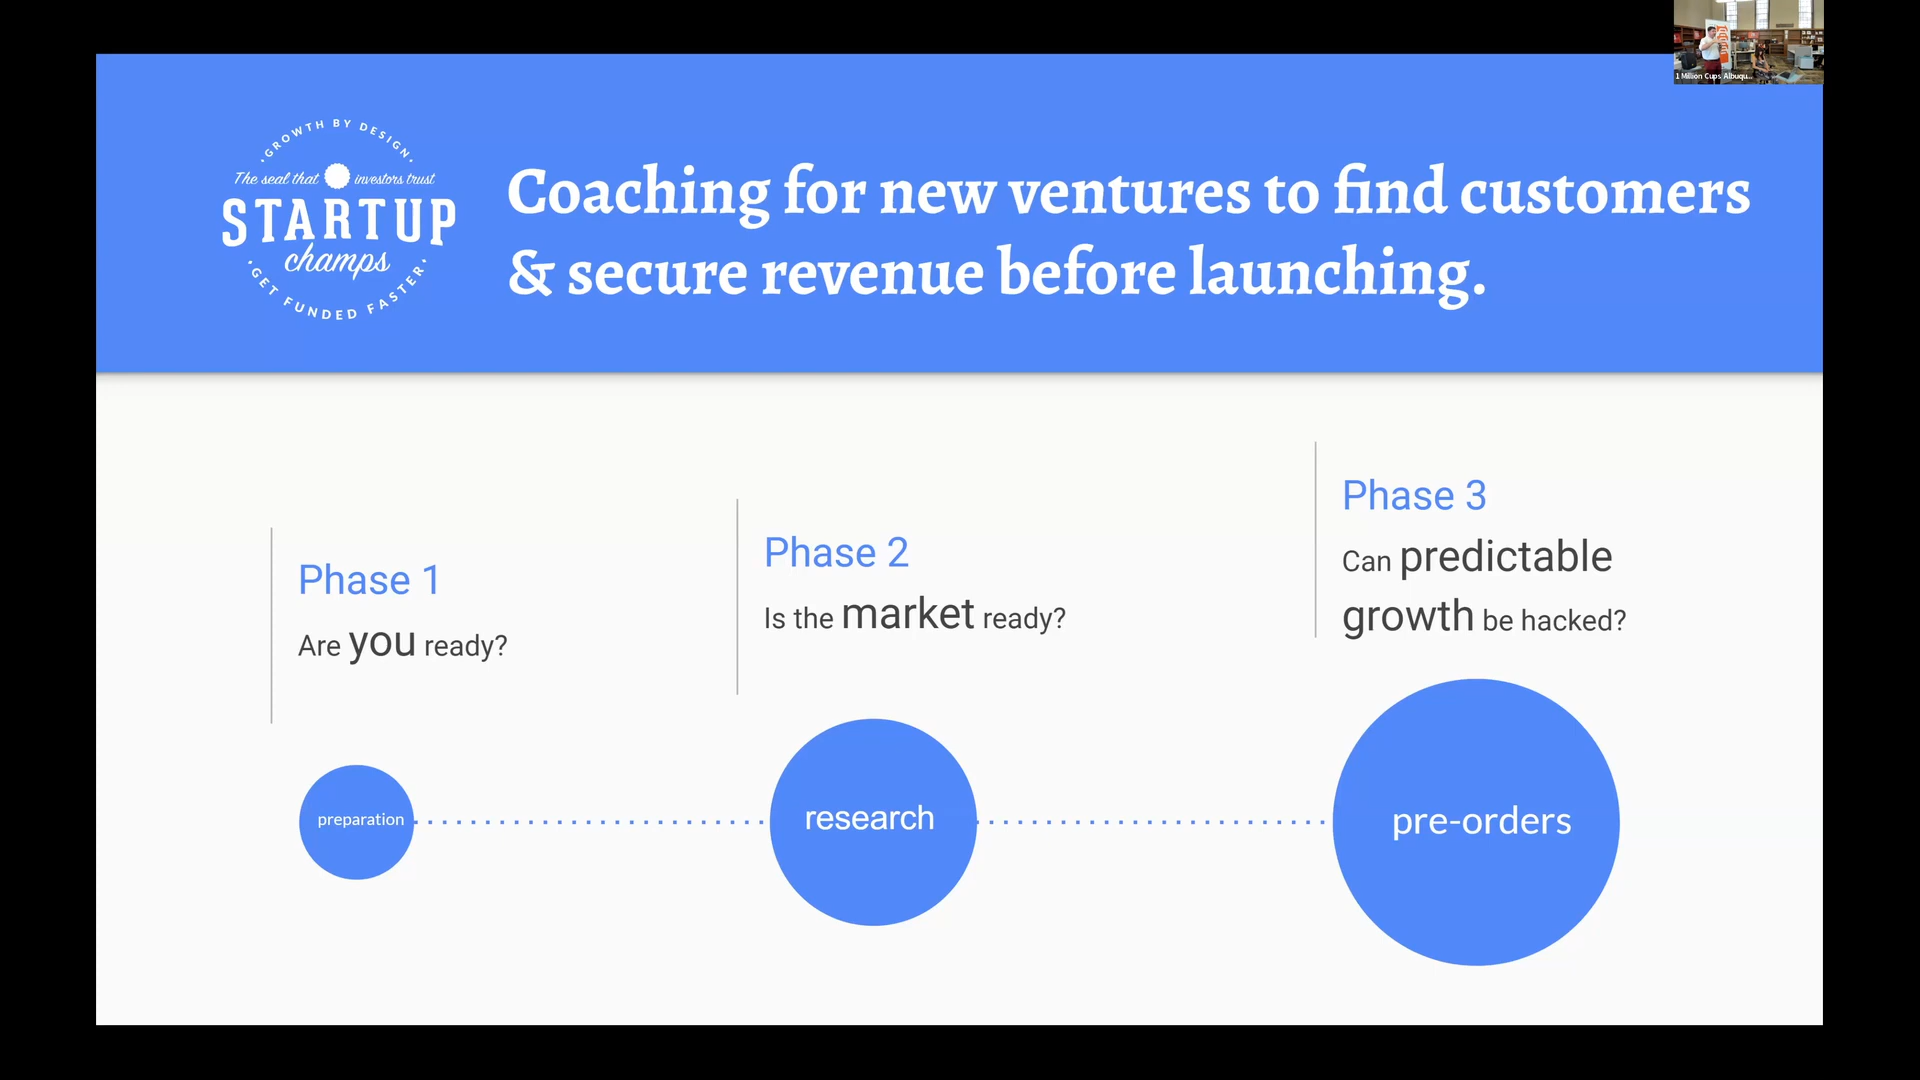 1 Million Cups Albuqu...
GROWTH BY DESIGN
The seal that investors trust
STARTUP
champs
GET FUNDED FASTER
Coaching for new ventures to find customers
& secure revenue before launching.
Phase 1
Are you ready?
Phase 2
Is the market ready?
Phase 3
Can predictable
growth be hacked?
preparation
research
pre-orders